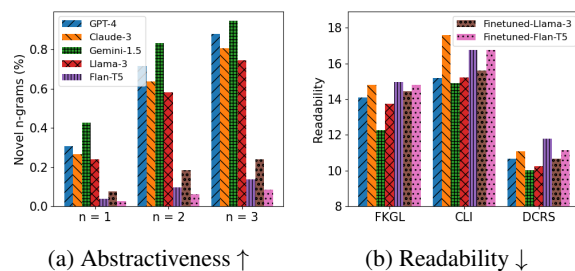 Novel n-grams (%)
0.8
0.6
0.4
0.2
0.0
GPT-4
Claude-3
Gemini-1.5
Llama-3
Flan-T5
n = 1
n = 2
n = 3
(a) Abstractiveness ↑
Readability
18
16
14
12
10
8
Finetuned-Llama-3
Finetuned-Flan-T5
FKGL
CLI
DCRS
(b) Readability ↓